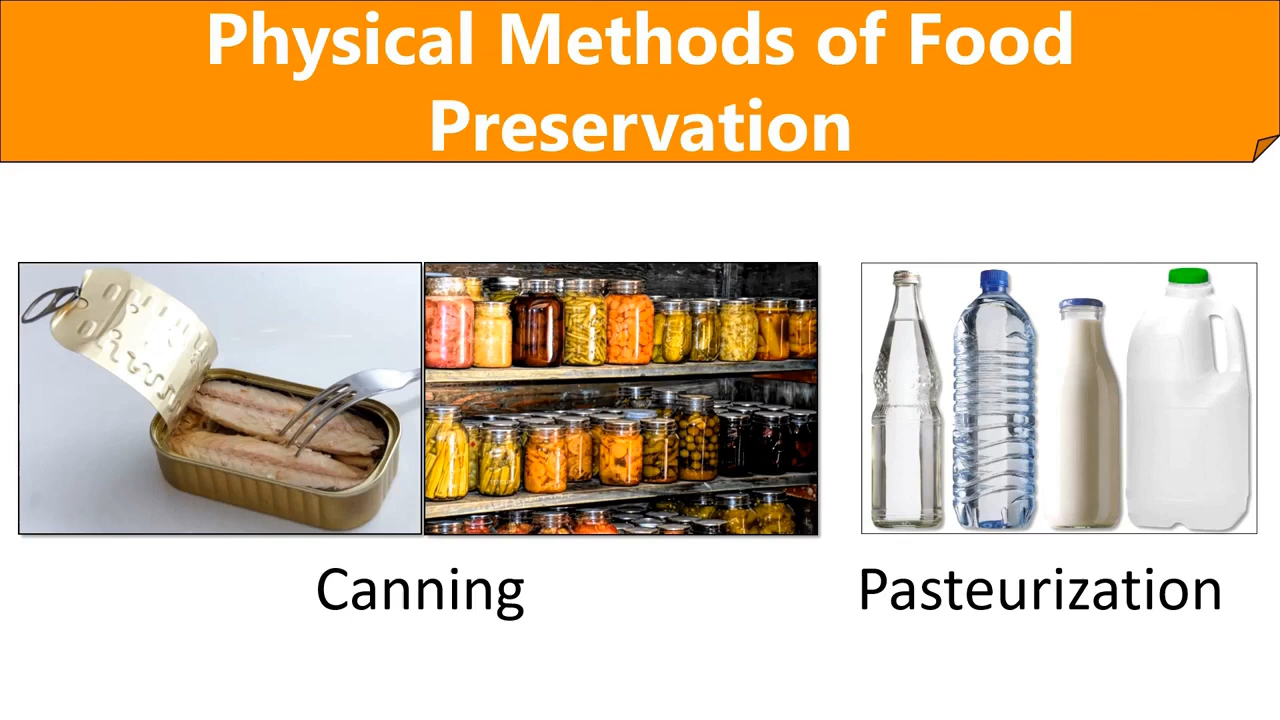 Physical Methods of Food
Preservation
Canning
Pasteurization